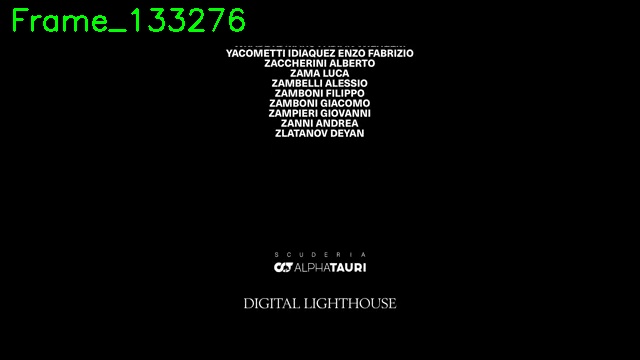 Frame_133276
YACOMETTI IDIAQUEZ ENZO FABRIZIO
ZACCHERINI ALBERTO
ZAMA LUCA
ZAMBELLI ALESSIO
ZAMBONI FILIPPO
ZAMBONI GIACOMO
ZAMPIERI GIOVANNI
ZANNI ANDREA
ZLATANOV DEYAN
SCUDERIA
ALPHATAURI
DIGITAL LIGHTHOUSE